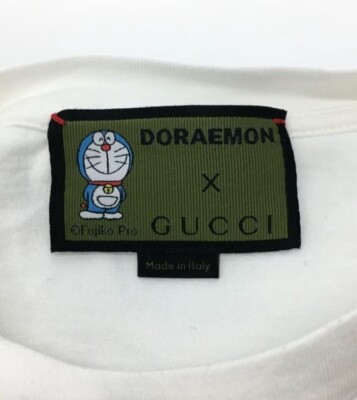 DORAEMON
X
©Fujiko Pro GUCCI
Made in Italy